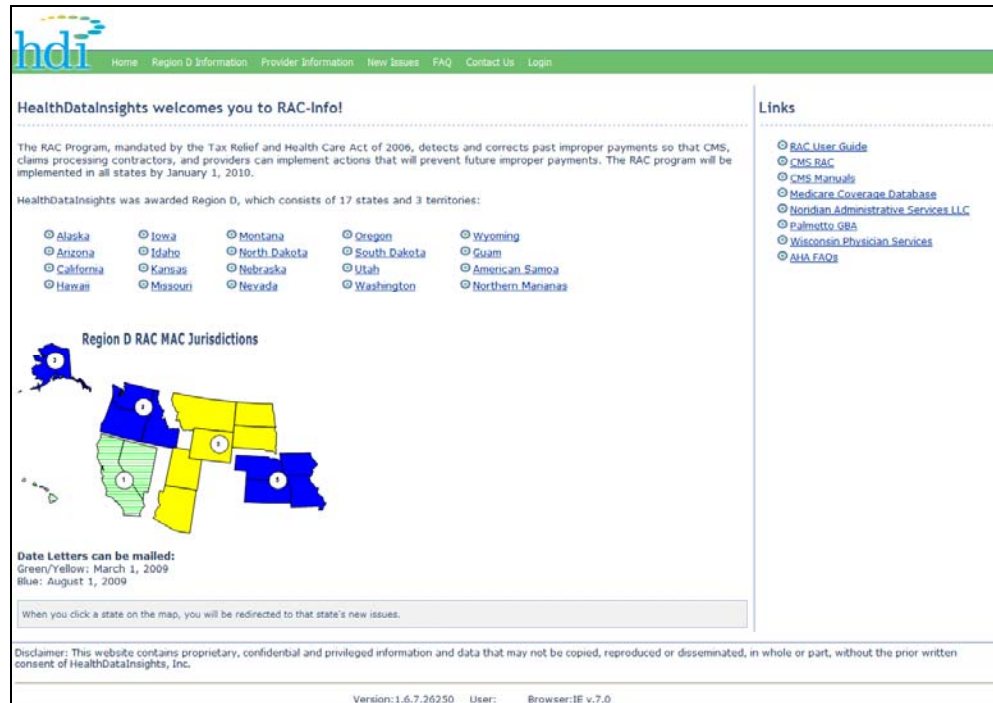 hdi
Home Region D Information Provider Information New Issues FAQ Contact Us Login
HealthDataInsights welcomes you to RAC-Info!
The RAC Program, mandated by the Tax Relief and Health Care Act of 2006, detects and corrects past improper payments so that CMS,
claims processing contractors, and providers can implement actions that will prevent future improper payments. The RAC program will be
implemented in all states by January 1, 2010.
HealthDataInsights was awarded Region D, which consists of 17 states and 3 territories:
Alaska Iowa Montana Oregon Wyoming
Arizona Idaho North Dakota South Dakota Guam
California Kansas Nebraska Utah American Samoa
Hawaii Missouri Nevada Washington Northern Marianas
Region D RAC MAC Jurisdictions
1
5
Date Letters can be mailed:
Green/Yellow: March 1, 2009
Blue: August 1, 2009
When you click a state on the map, you will be redirected to that state's new issues.
Links
RAC User Guide
CMS RAC
CMS Manuals
Medicare Coverage Database
Noridian Administrative Services LLC
Palmetto GBA
Wisconsin Physician Services
AHA FAQs
Disclaimer: This website contains proprietary, confidential and privileged information and data that may not be copied, reproduced or disseminated, in whole or part, without the prior written
consent of HealthDataInsights, Inc.
Version:1.6.7.26250 User: Browser:IE v.7.0